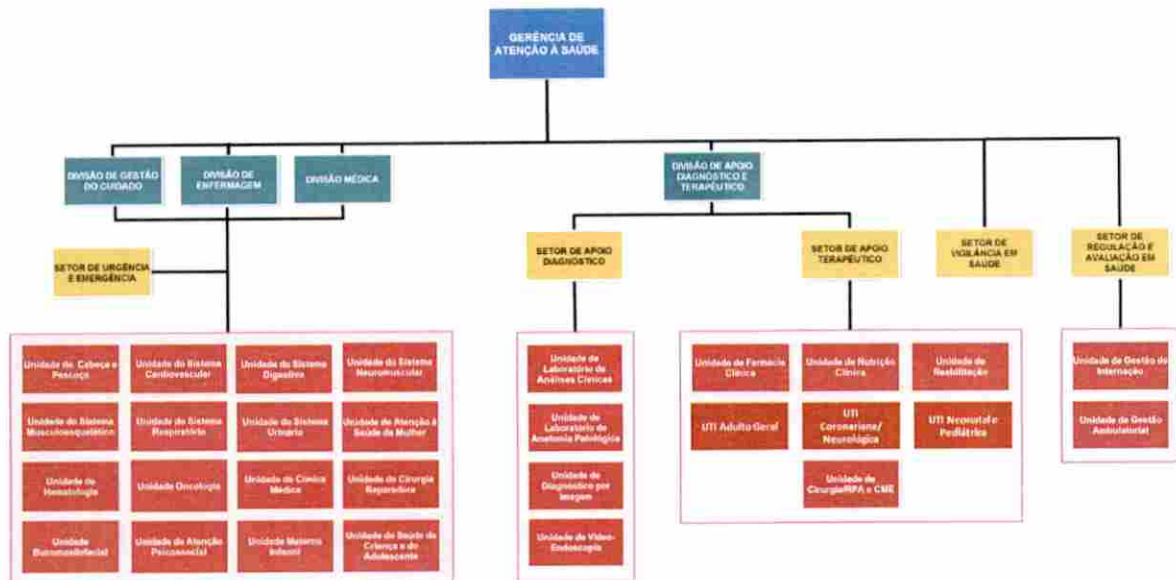 GERÊNCIA DE
ATENÇÃO À SAÚDE
DIVISÃO DE GESTÃO
DO CUIDADO
DIVISÃO DE
ENFERMAGEM
DIVISÃO MÉDICA
DIVISÃO DE APOIO
DIAGNÓSTICO E
TERAPÊUTICO
SETOR DE URGÊNCIA
E EMERGÊNCIA
SETOR DE APOIO
DIAGNÓSTICO
SETOR DE APOIO
TERAPÊUTICO
SETOR DE
VIGILÂNCIA EM
SAÚDE
SETOR DE
REGULAÇÃO E
AVALIAÇÃO EM
SAÚDE
Unidade de Cabeça e
Pescoço
Unidade do Sistema
Cardiovascular
Unidade do Sistema
Digestivo
Unidade do Sistema
Neuromuscular
Unidade do Sistema
Musculoesquelético
Unidade do Sistema
Respiratório
Unidade do Sistema
Urinário
Unidade de Atenção à
Saúde da Mulher
Unidade de
Hematologia
Unidade Oncologia
Unidade de Clínica
Médica
Unidade de Cirurgia
Reparadora
Unidade
Bucomaxilofacial
Unidade de Atenção
Psicossocial
Unidade Materno
Infantil
Unidade de Saúde da
Criança e do
Adolescente
Unidade de
Laboratório de
Análises Clínicas
Unidade de
Laboratório de
Anatomia Patológica
Unidade de
Diagnóstico por
Imagem
Unidade de Vídeo-
Endoscopia
Unidade de Farmácia
Clínica
Unidade de Nutrição
Clínica
Unidade de
Reabilitação
UTI Adulto Geral
UTI
Coronariana/
Neurológica
UTI Neonatal e
Pediátrica
Unidade de
Cirurgia/RPA e CME
Unidade de Gestão da
Internação
Unidade de Gestão
Ambulatorial